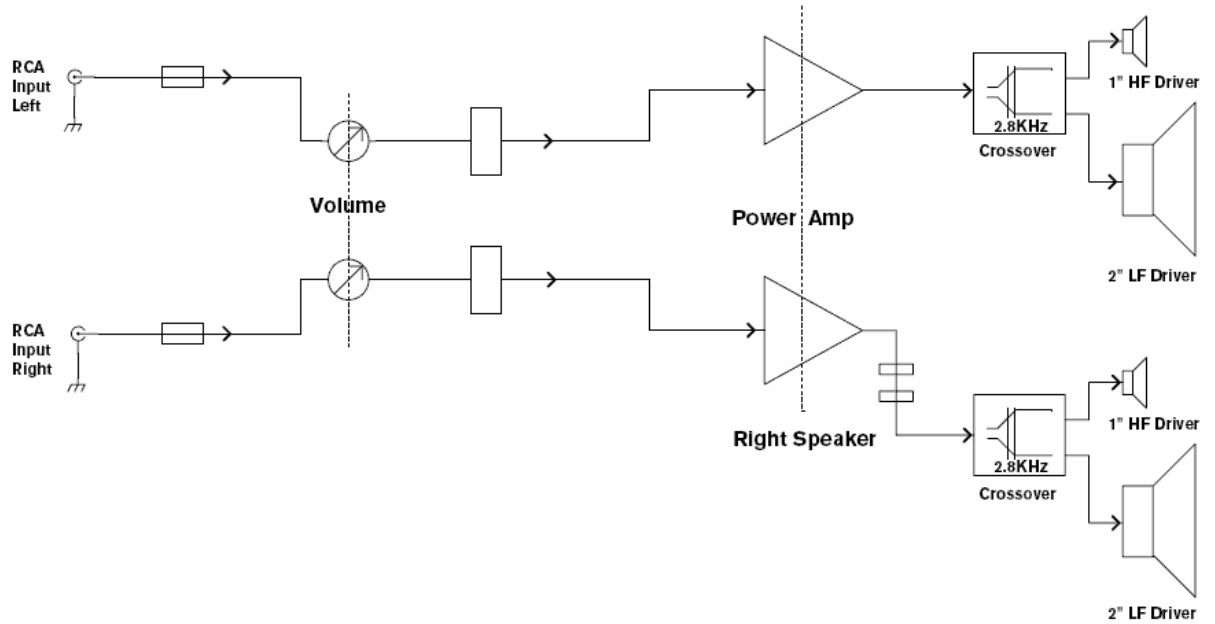 RCA
Input
Left
Volume
Power Amp
2.8KHz
Crossover
1" HF Driver
2" LF Driver
RCA
Input
Right
Right Speaker
2.8KHz
Crossover
1" HF Driver
2" LF Driver